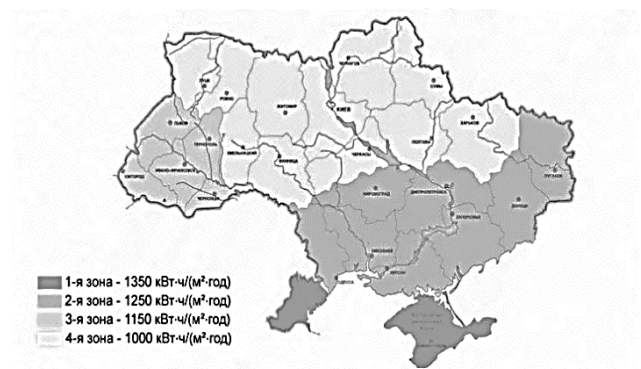 ЧЕРНИГОВ
СУМЫ
РОВНО
ЖИТОМИР
КИЕВ
ЛЬВОВ
ХАРЬКОВ
ПОЛТАВА
ТЕРНОПОЛЬ
ХМЕЛЬНИЦКИЙ
ЧЕРКАССЫ
ВИННИЦА
ИВАНО-ФРАНКОВСК
УЖГОРОД
ЛУГАНСК
КИРОВОГРАД
ДНЕПРОПЕТРОВСК
ДОНЕЦК
ЗАПОРОЖЬЕ
НИКОЛАЕВ
ХЕРСОН
ОДЕССА
1-я зона - 1350 кВт·ч/(м²·год)
2-я зона - 1250 кВт·ч/(м²·год)
3-я зона - 1150 кВт·ч/(м²·год)
4-я зона - 1000 кВт·ч/(м²·год)